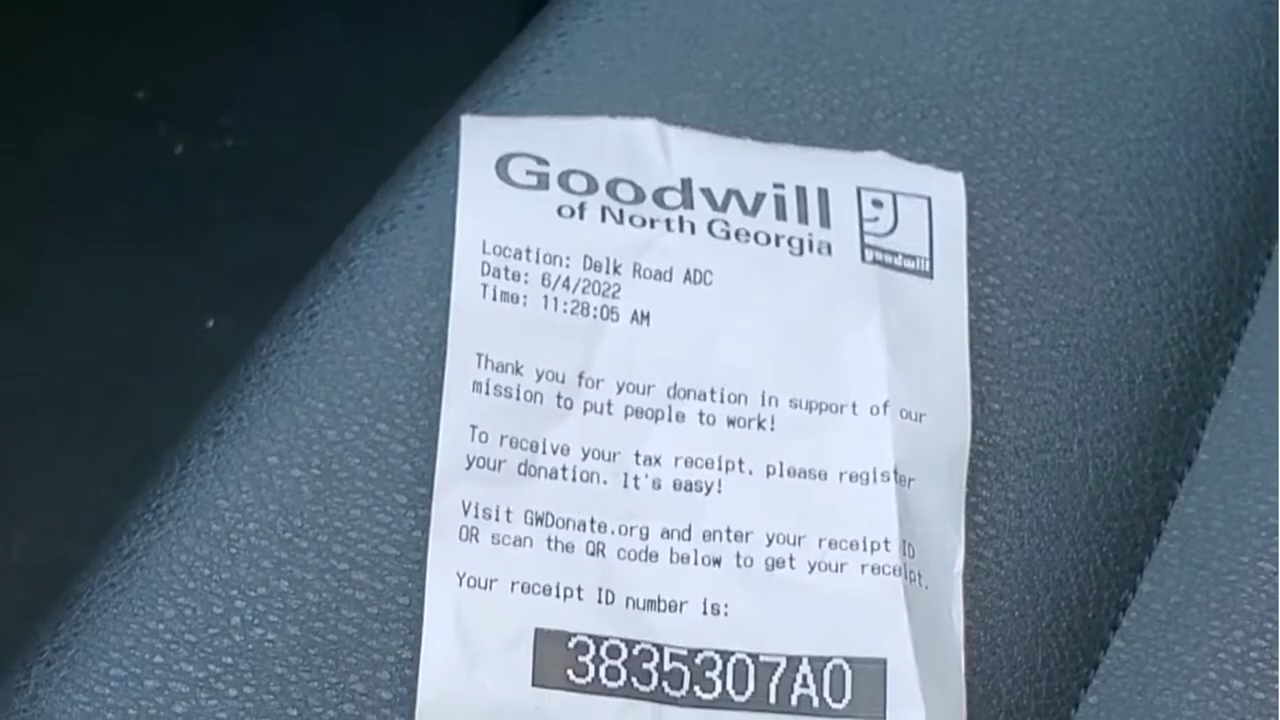 Goodwill
of North Georgia
goodwill
Location: Delk Road ADC
Date: 6/4/2022
Time: 11:28:05 AM
Thank you for your donation in support of our
mission to put people to work!
To receive your tax receipt, please register
your donation. It's easy!
Visit GWDonate.org and enter your receipt ID
OR scan the QR code below to get your receipt.
Your receipt ID number is:
3835307A0